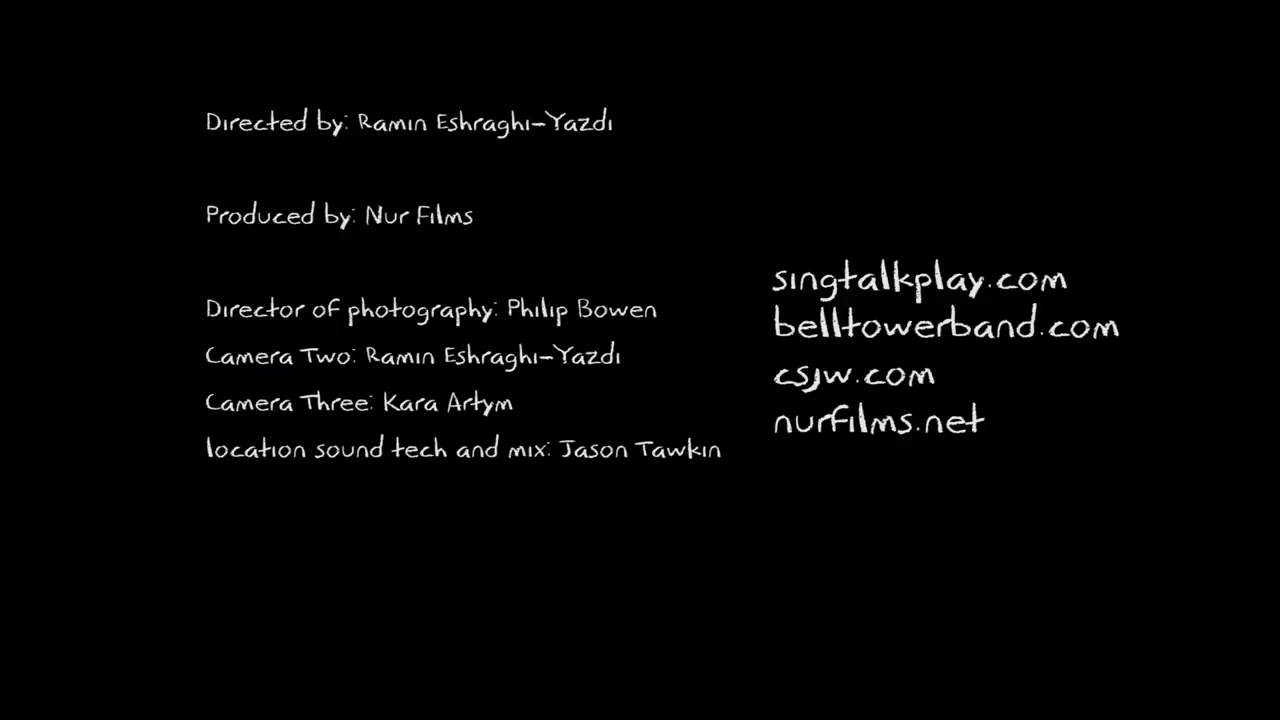 Directed by: Ramin Eshraghi-Yazdi
Produced by: Nur Films
Director of photography: Philip Bowen
Camera Two: Ramin Eshraghi-Yazdi
Camera Three: Kara Artym
location sound tech and mix: Jason Tawkin
singtalkplay.com
belltowerband.com
csjw.com
nurfilms.net